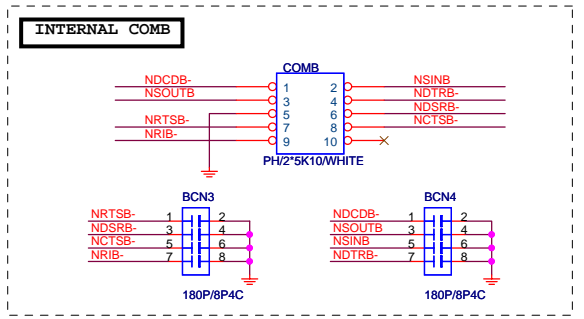 INTERNAL COMB
COMB
NDCDB- 1 2 NSINB
NSOUTB 3 4 NDTRB-
5 6 NDSRB-
NRTSB- 7 8 NCTSB-
NRIB- 9 10
PH/2*5K10/WHITE
BCN3
NRTSB- 1 2
NDSRB- 3 4
NCTSB- 5 6
NRIB- 7 8
180P/8P4C
BCN4
NDCDB- 1 2
NSOUTB 3 4
NSINB 5 6
NDTRB- 7 8
180P/8P4C